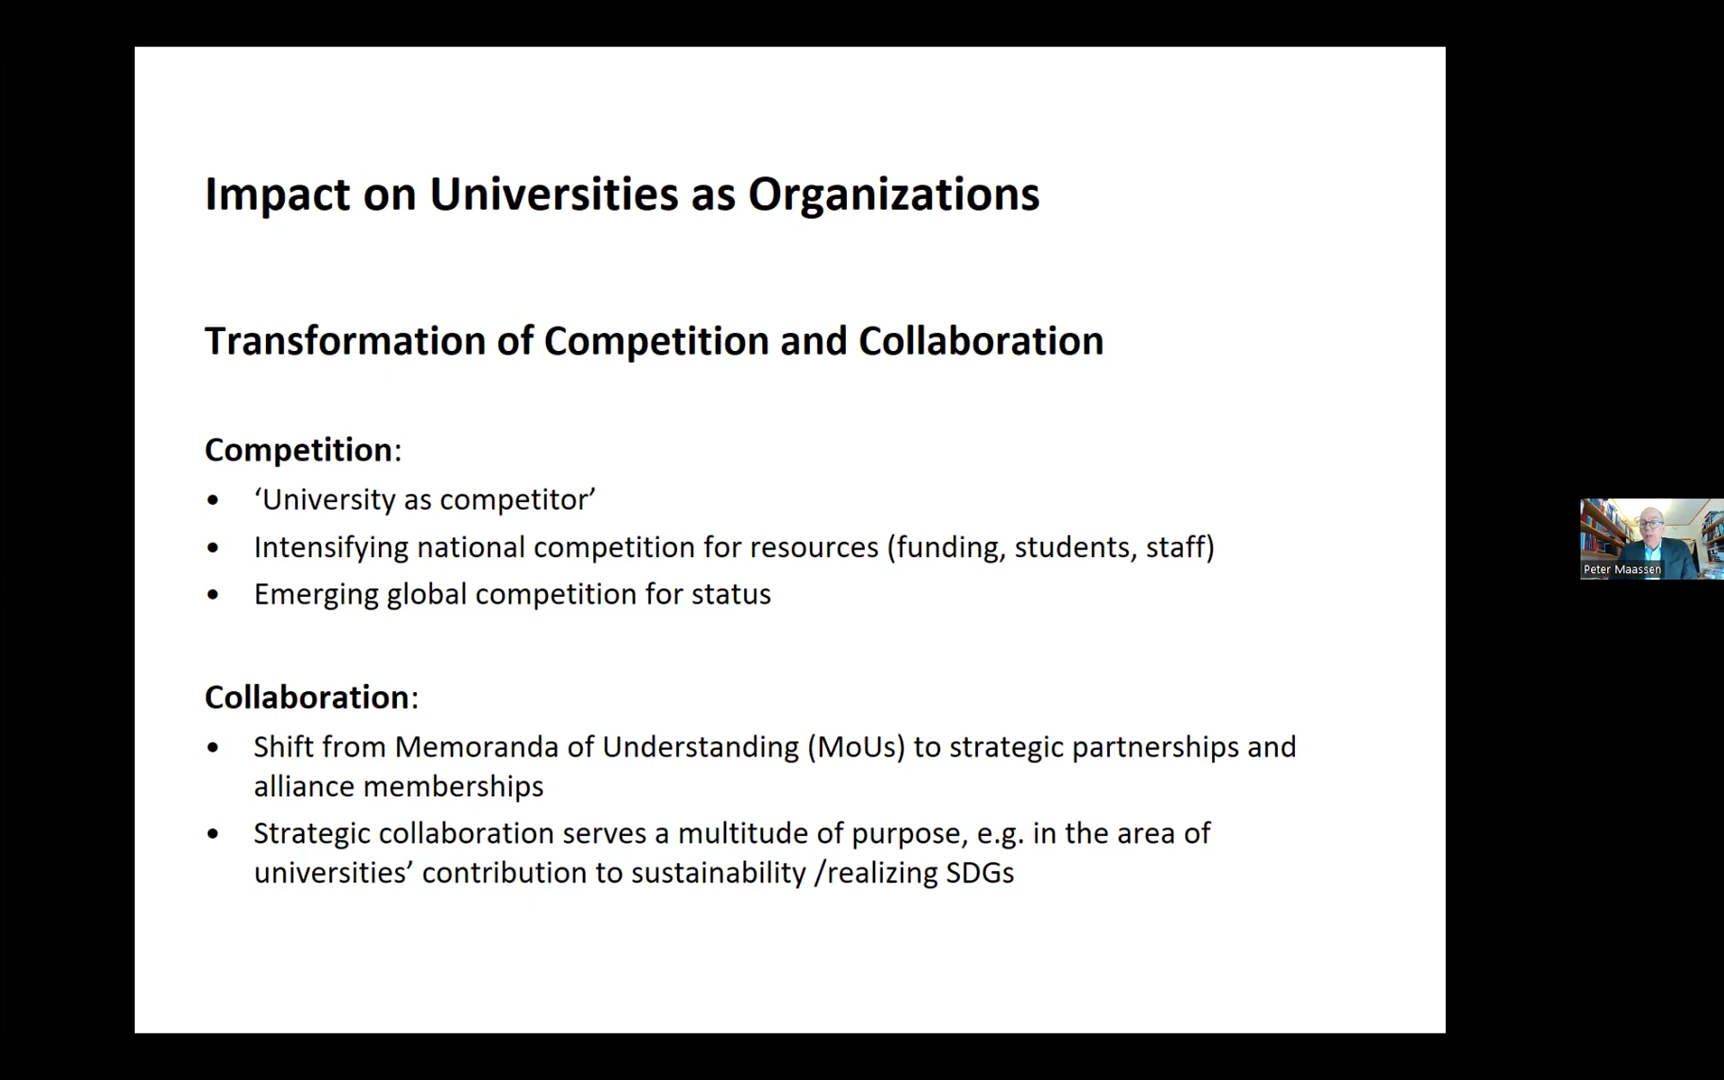 Impact on Universities as Organizations
Transformation of Competition and Collaboration
Competition:
• ‘University as competitor’
• Intensifying national competition for resources (funding, students, staff)
• Emerging global competition for status
Collaboration:
• Shift from Memoranda of Understanding (MoUs) to strategic partnerships and
alliance memberships
• Strategic collaboration serves a multitude of purpose, e.g. in the area of
universities’ contribution to sustainability /realizing SDGs
Peter Maassen